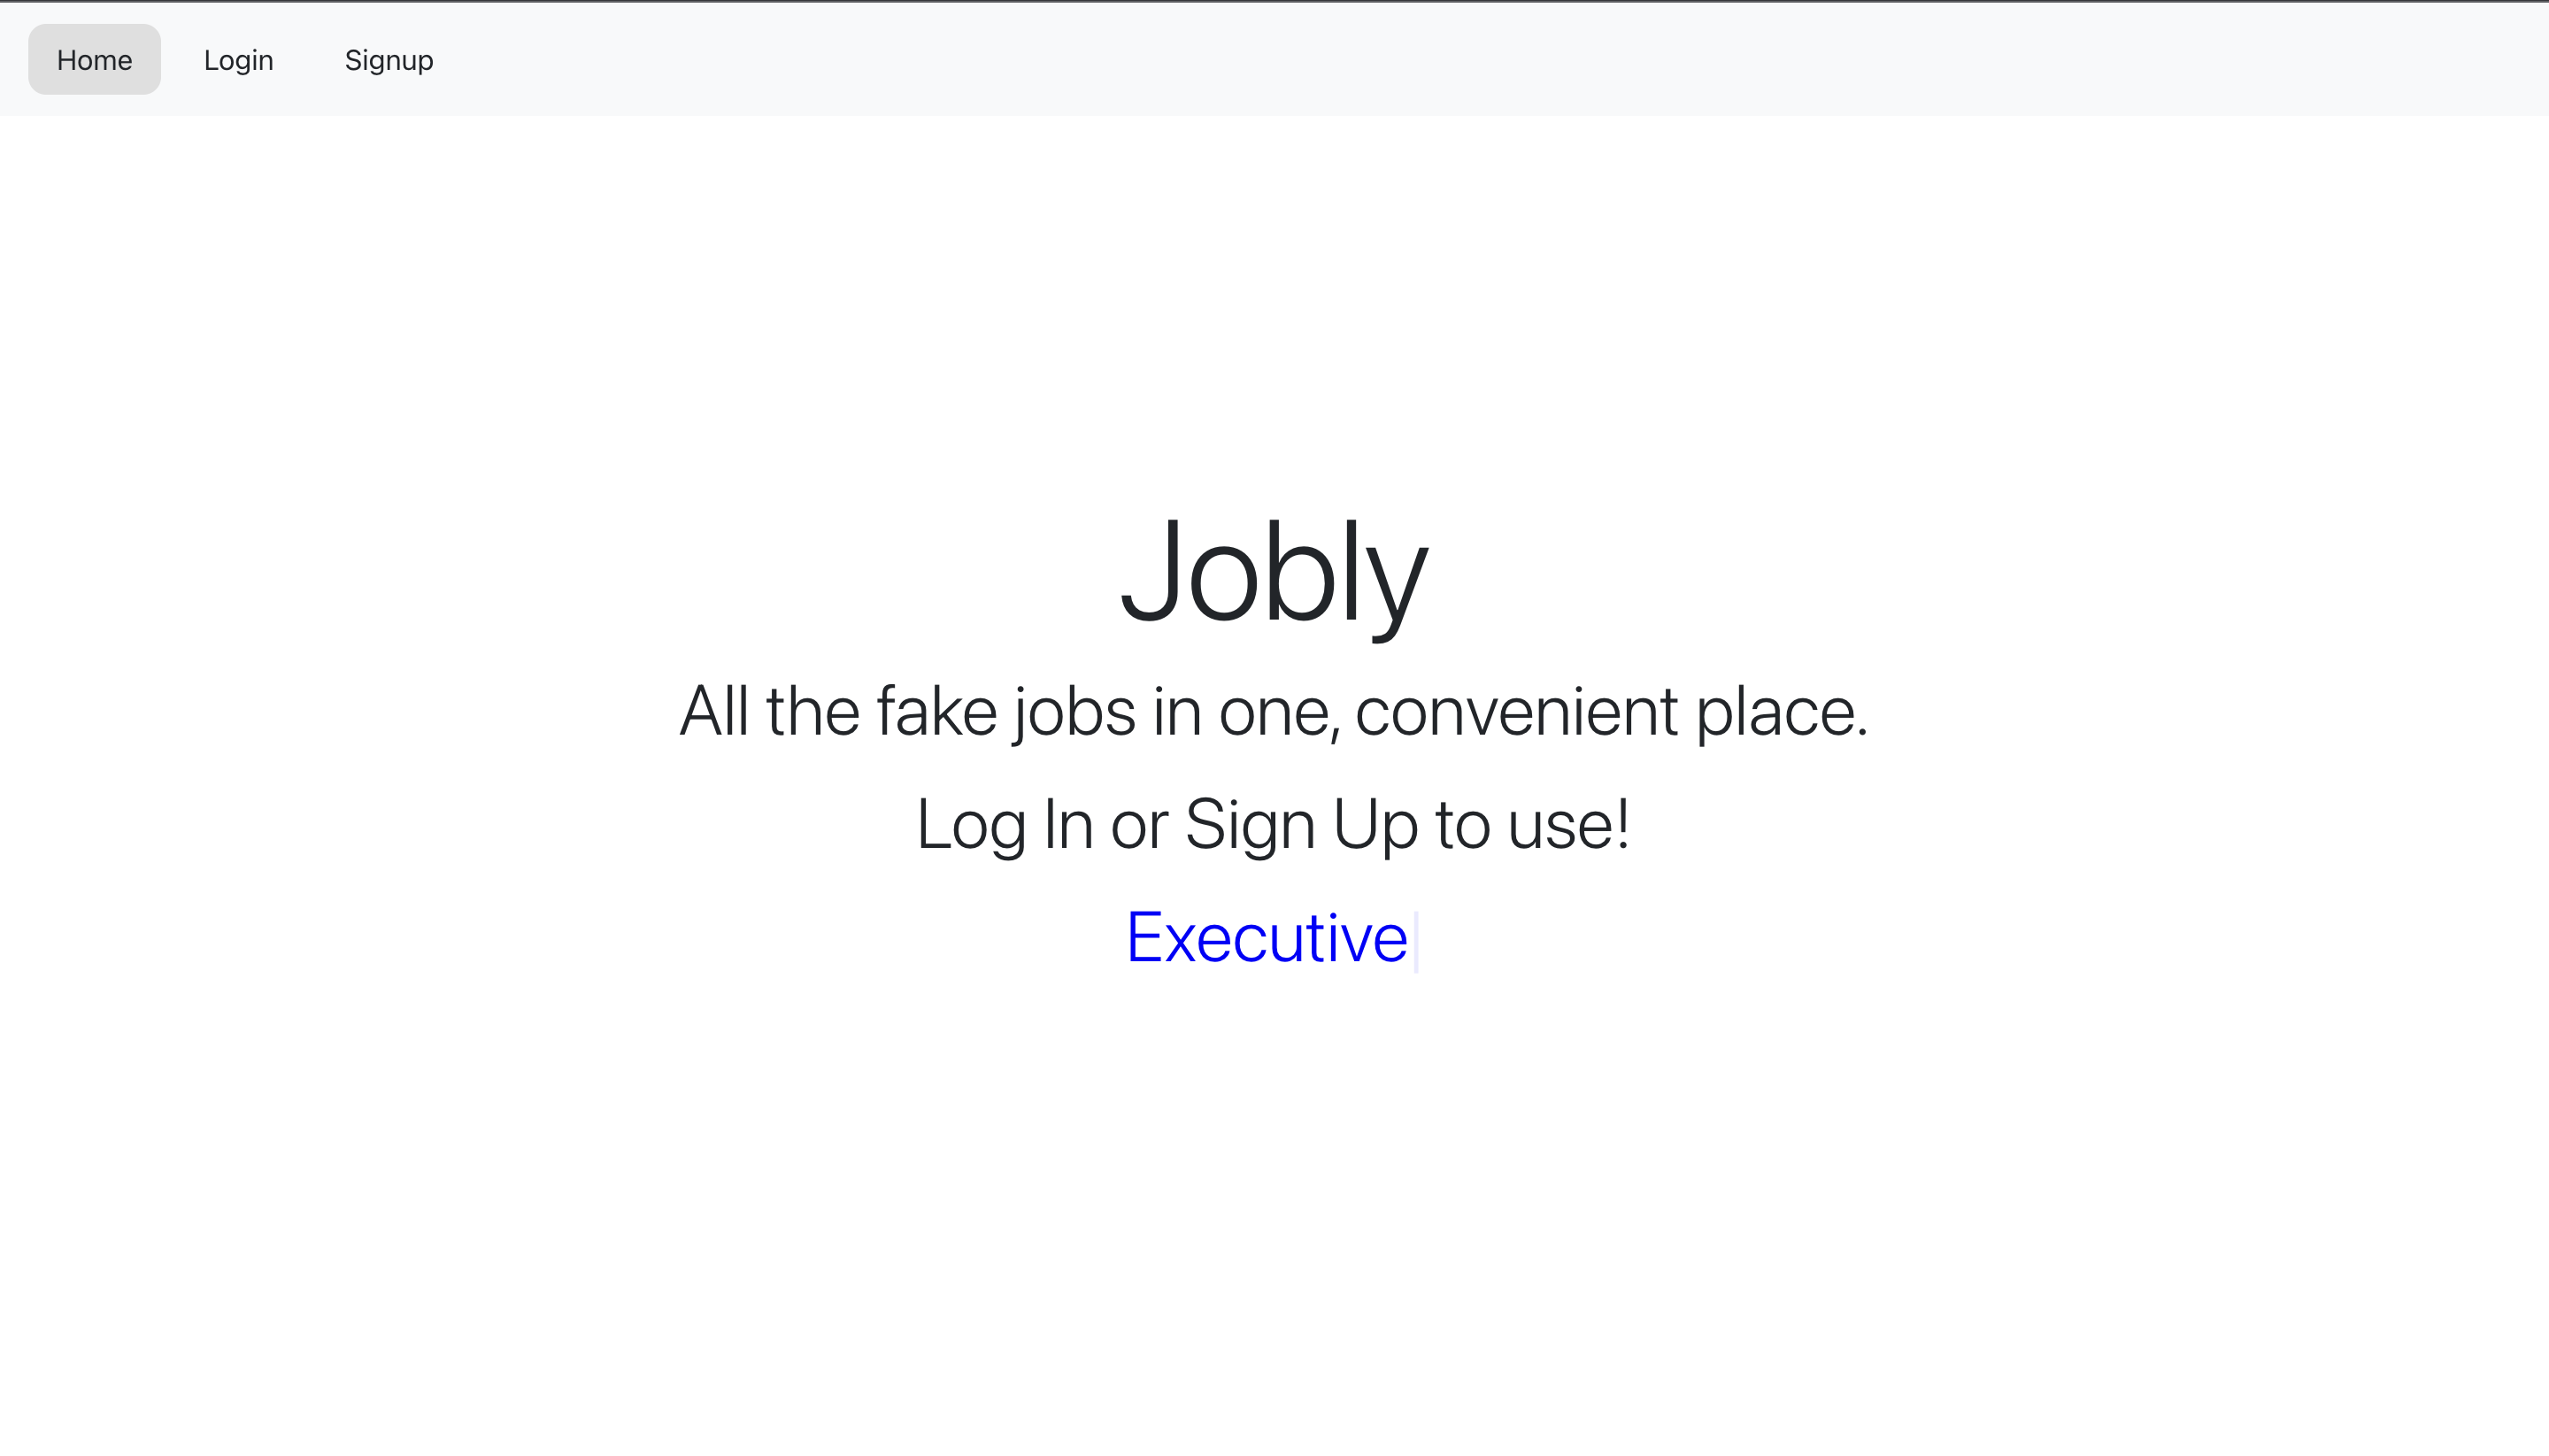 Home Login Signup
Jobly
All the fake jobs in one, convenient place.
Log In or Sign Up to use!
Executive